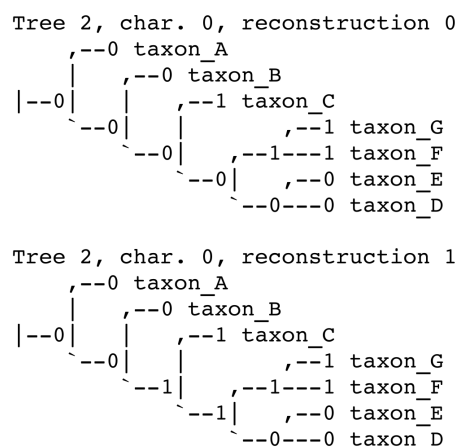 Tree 2, char. 0, reconstruction 0
     ,--0 taxon_A
     |  ,--0 taxon_B
|--0|  |  ,--1 taxon_C
     `--0|  |        ,--1 taxon_G
        `--0|  ,--1---1 taxon_F
           `--0|  ,--0 taxon_E
              `--0---0 taxon_D
Tree 2, char. 0, reconstruction 1
     ,--0 taxon_A
     |  ,--0 taxon_B
|--0|  |  ,--1 taxon_C
     `--0|  |        ,--1 taxon_G
        `--1|  ,--1---1 taxon_F
           `--1|  ,--0 taxon_E
              `--0---0 taxon_D